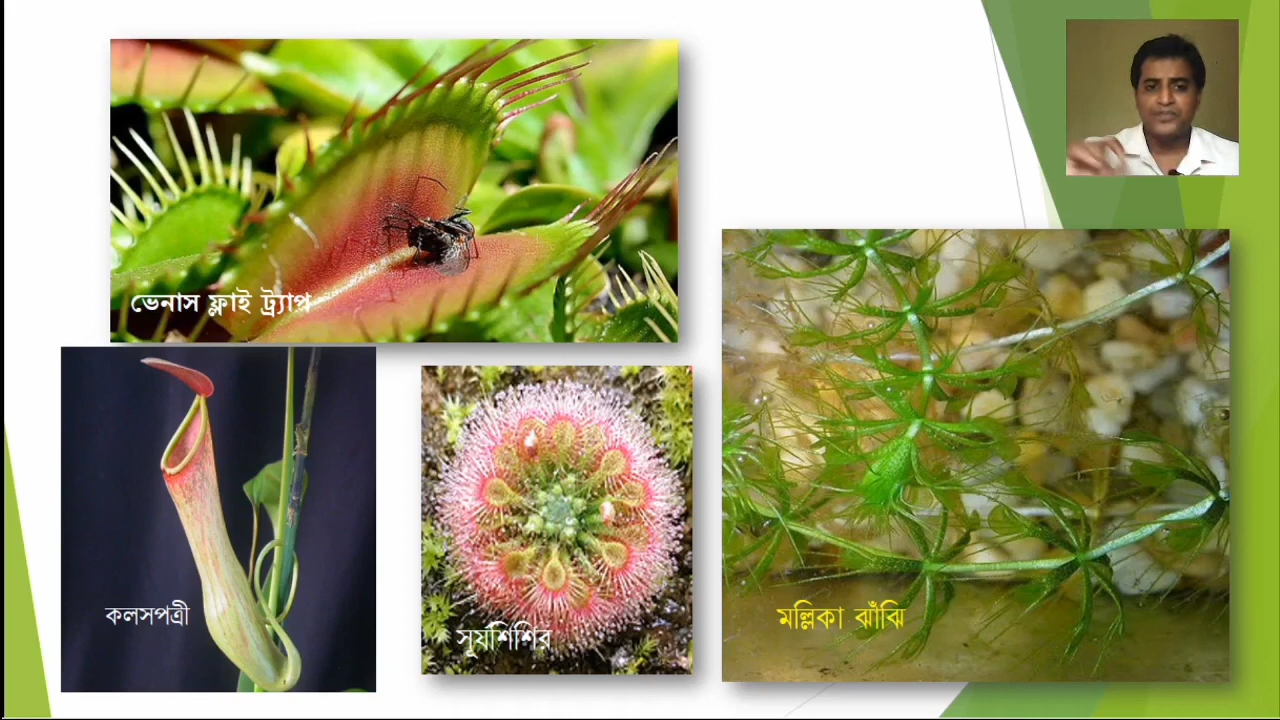 ভেনাস ফ্লাই ট্র্যাপ
কলসপত্রী
সূর্যশিশির
মল্লিকা ঝাঁঝি